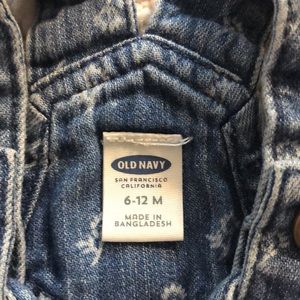 OLD NAVY
SAN FRANCISCO
CALIFORNIA
6-12 M
MADE IN
BANGLADESH